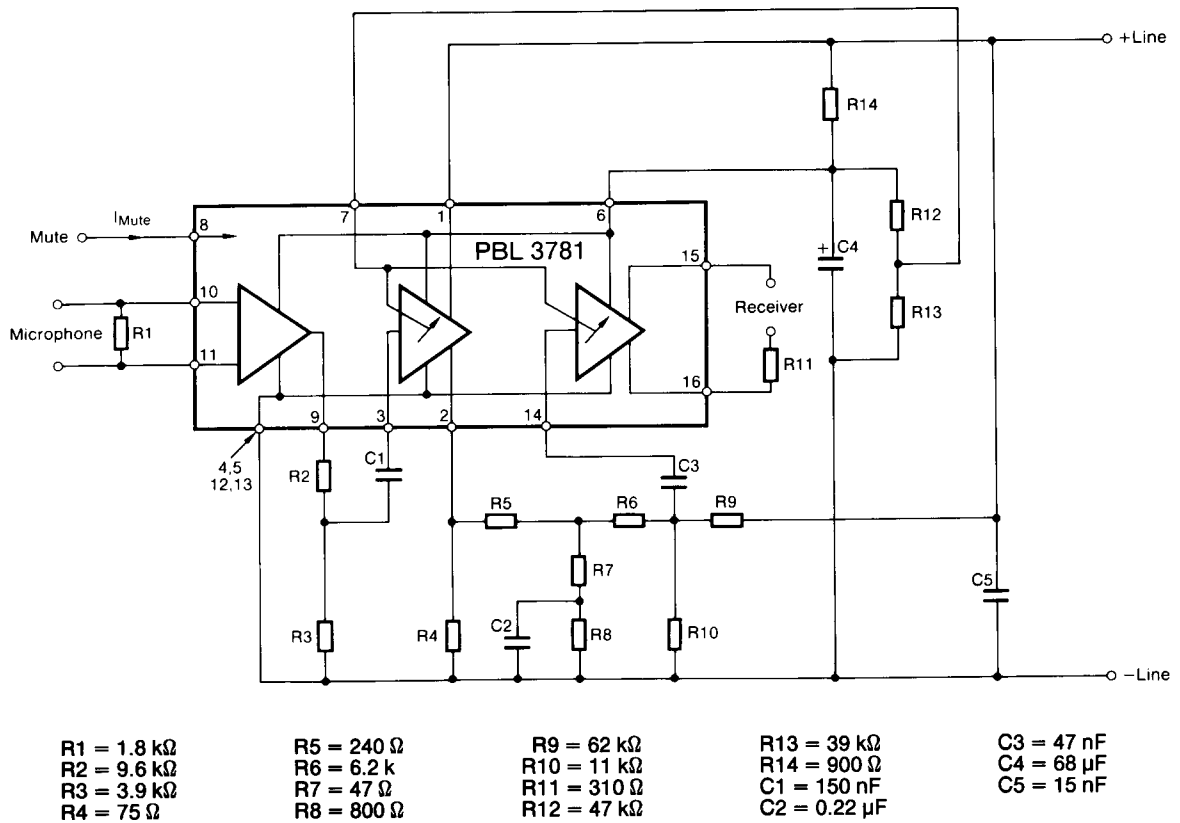 +Line
R14
I Mute
Mute
8
7
1
6
PBL 3781
R12
+
C4
15
10
Microphone
R1
Receiver
R13
11
R11
16
9
3
2
14
4,5
12,13
R2
C1
C3
R5
R6
R9
R7
C5
R3
R4
C2
R8
R10
−Line
R1 = 1.8 kΩ
R2 = 9.6 kΩ
R3 = 3.9 kΩ
R4 = 75 Ω
R5 = 240 Ω
R6 = 6.2 k
R7 = 47 Ω
R8 = 800 Ω
R9 = 62 kΩ
R10 = 11 kΩ
R11 = 310 Ω
R12 = 47 kΩ
R13 = 39 kΩ
R14 = 900 Ω
C1 = 150 nF
C2 = 0.22 µF
C3 = 47 nF
C4 = 68 µF
C5 = 15 nF